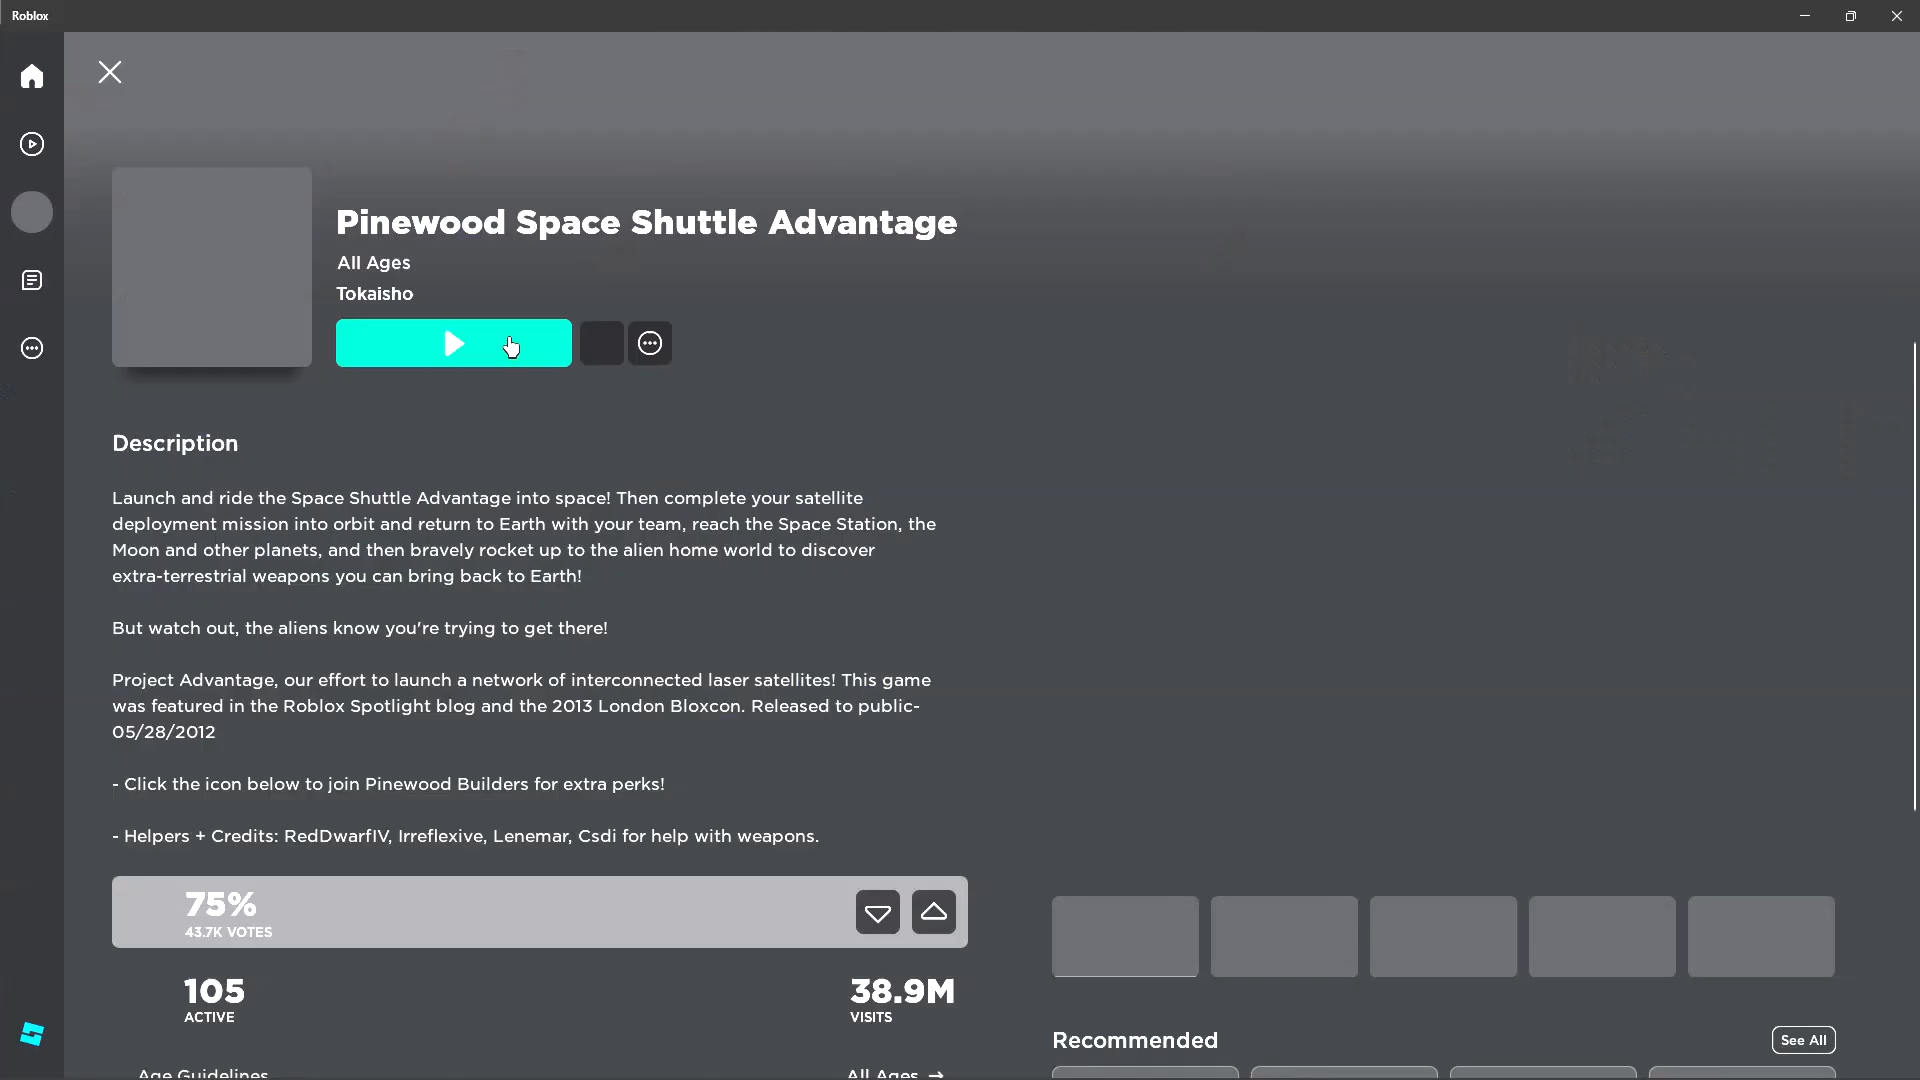 Roblox
Pinewood Space Shuttle Advantage
All Ages
Tokaisho
Description
Launch and ride the Space Shuttle Advantage into space! Then complete your satellite
deployment mission into orbit and return to Earth with your team, reach the Space Station, the
Moon and other planets, and then bravely rocket up to the alien home world to discover
extra-terrestrial weapons you can bring back to Earth!
But watch out, the aliens know you're trying to get there!
Project Advantage, our effort to launch a network of interconnected laser satellites! This game
was featured in the Roblox Spotlight blog and the 2013 London Bloxcon. Released to public-
05/28/2012
- Click the icon below to join Pinewood Builders for extra perks!
- Helpers + Credits: RedDwarfIV, Irreflexive, Lenemar, Csdi for help with weapons.
75%
43.7K VOTES
105
ACTIVE
38.9M
VISITS
Age Guidelines
All Ages →
Recommended
See All